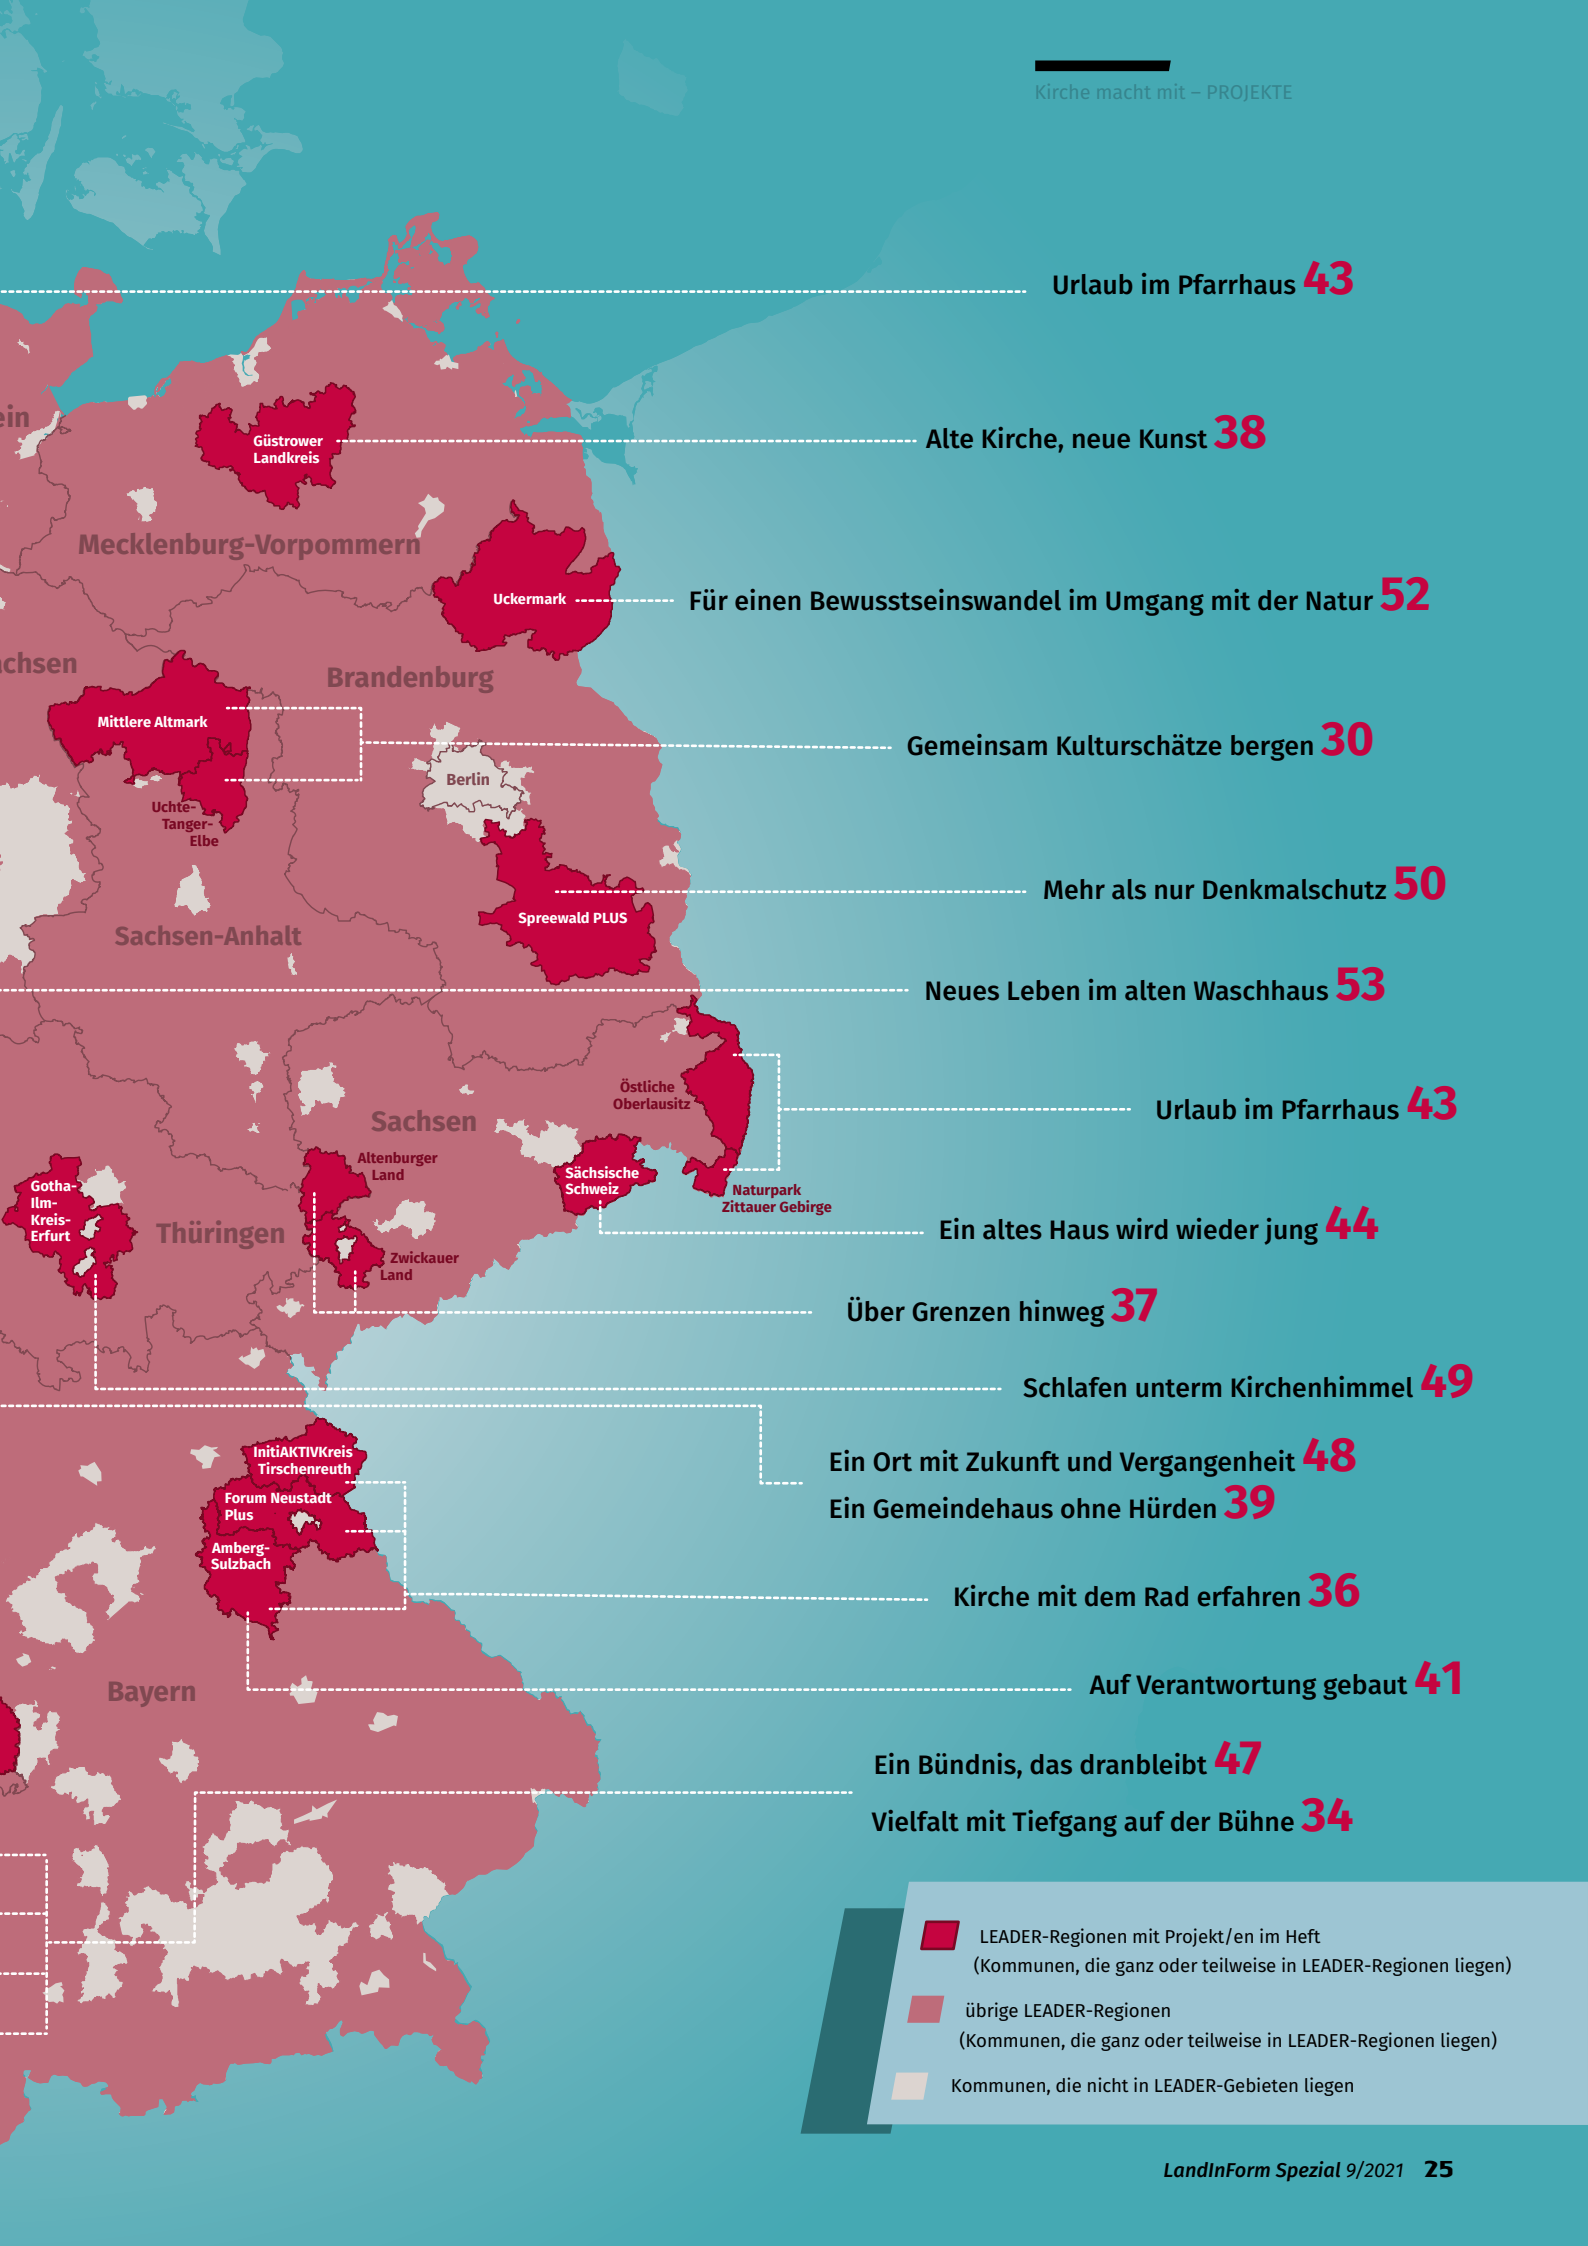 Kirche macht mit – PROJEKTE
Urlaub im Pfarrhaus 43
ein
Güstrower
Landkreis
Alte Kirche, neue Kunst 38
Mecklenburg-Vorpommern
Uckermark
Für einen Bewusstseinswandel im Umgang mit der Natur 52
achsen
Brandenburg
Mittlere Altmark
Gemeinsam Kulturschätze bergen 30
Berlin
Uchte-
Tanger-
Elbe
Mehr als nur Denkmalschutz 50
Spreewald PLUS
Sachsen-Anhalt
Neues Leben im alten Waschhaus 53
Östliche
Oberlausitz
Urlaub im Pfarrhaus 43
Sachsen
Altenburger
Land
Sächsische
Schweiz
Naturpark
Zittauer Gebirge
Gotha-
Ilm-
Kreis-
Erfurt
Thüringen
Ein altes Haus wird wieder jung 44
Zwickauer
Land
Über Grenzen hinweg 37
Schlafen unterm Kirchenhimmel 49
InitiAKTIVKreis
Tirschenreuth
Ein Ort mit Zukunft und Vergangenheit 48
Forum Neustadt
Plus
Ein Gemeindehaus ohne Hürden 39
Amberg-
Sulzbach
Kirche mit dem Rad erfahren 36
Bayern
Auf Verantwortung gebaut 41
Ein Bündnis, das dranbleibt 47
Vielfalt mit Tiefgang auf der Bühne 34
LEADER-Regionen mit Projekt/en im Heft
(Kommunen, die ganz oder teilweise in LEADER-Regionen liegen)
übrige LEADER-Regionen
(Kommunen, die ganz oder teilweise in LEADER-Regionen liegen)
Kommunen, die nicht in LEADER-Gebieten liegen
LandInForm Spezial 9/2021 25